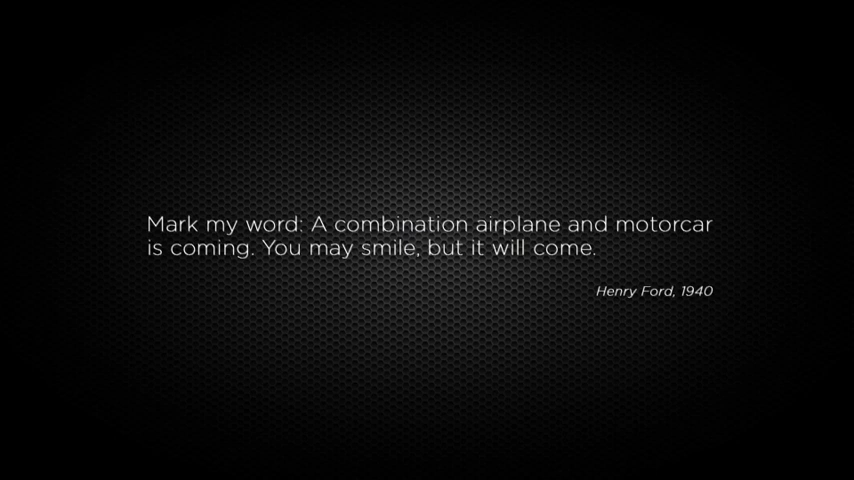 Mark my word: A combination airplane and motorcar
is coming. You may smile, but it will come.
Henry Ford, 1940